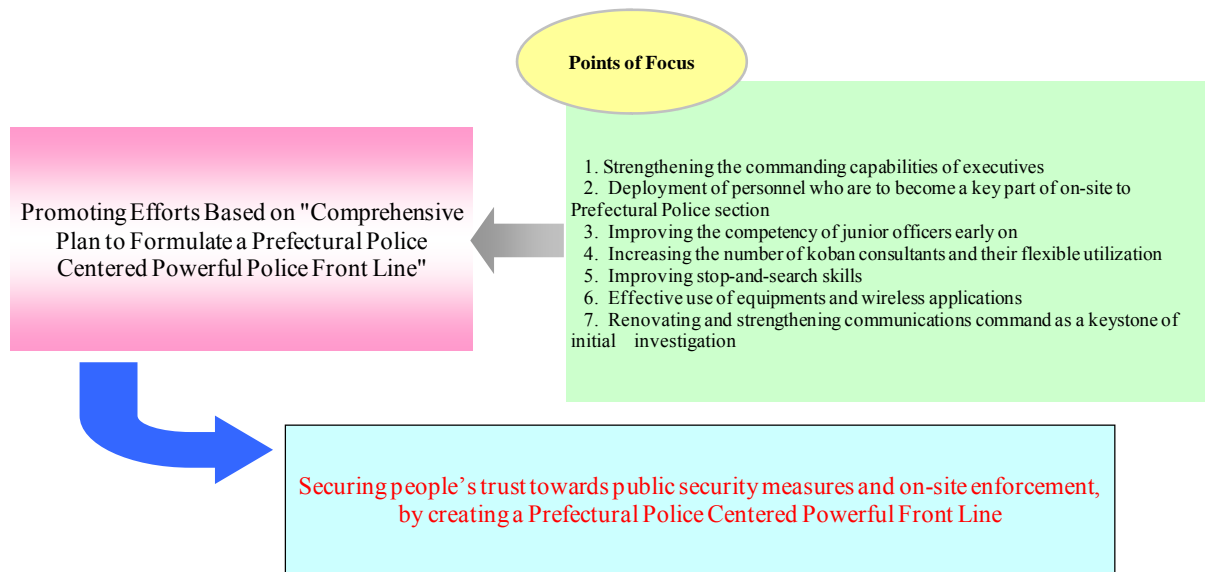 Points of Focus
1. Strengthening the commanding capabilities of executives
2. Deployment of personnel who are to become a key part of on-site to
Prefectural Police section
3. Improving the competency of junior officers early on
4. Increasing the number of koban consultants and their flexible utilization
5. Improving stop-and-search skills
6. Effective use of equipments and wireless applications
7. Renovating and strengthening communications command as a keystone of
initial investigation
Promoting Efforts Based on "Comprehensive
Plan to Formulate a Prefectural Police
Centered Powerful Police Front Line"
Securing people’s trust towards public security measures and on-site enforcement,
by creating a Prefectural Police Centered Powerful Front Line